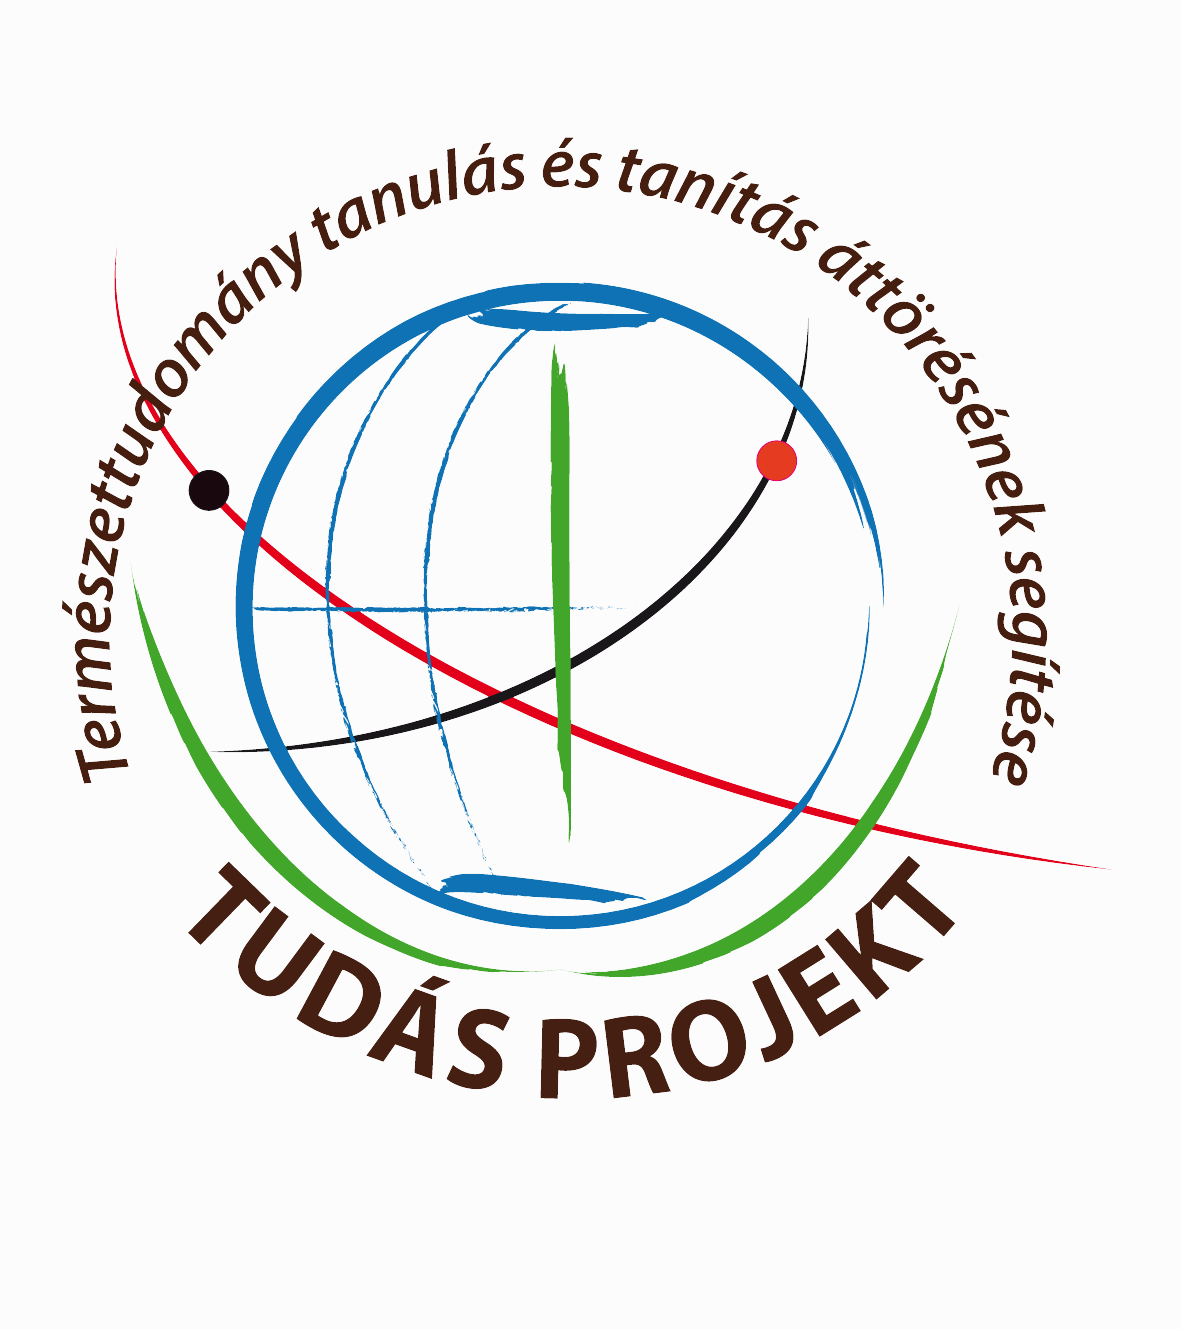 Természettudomány tanulás és tanítás áttörésének segítése
TUDÁS PROJEKT